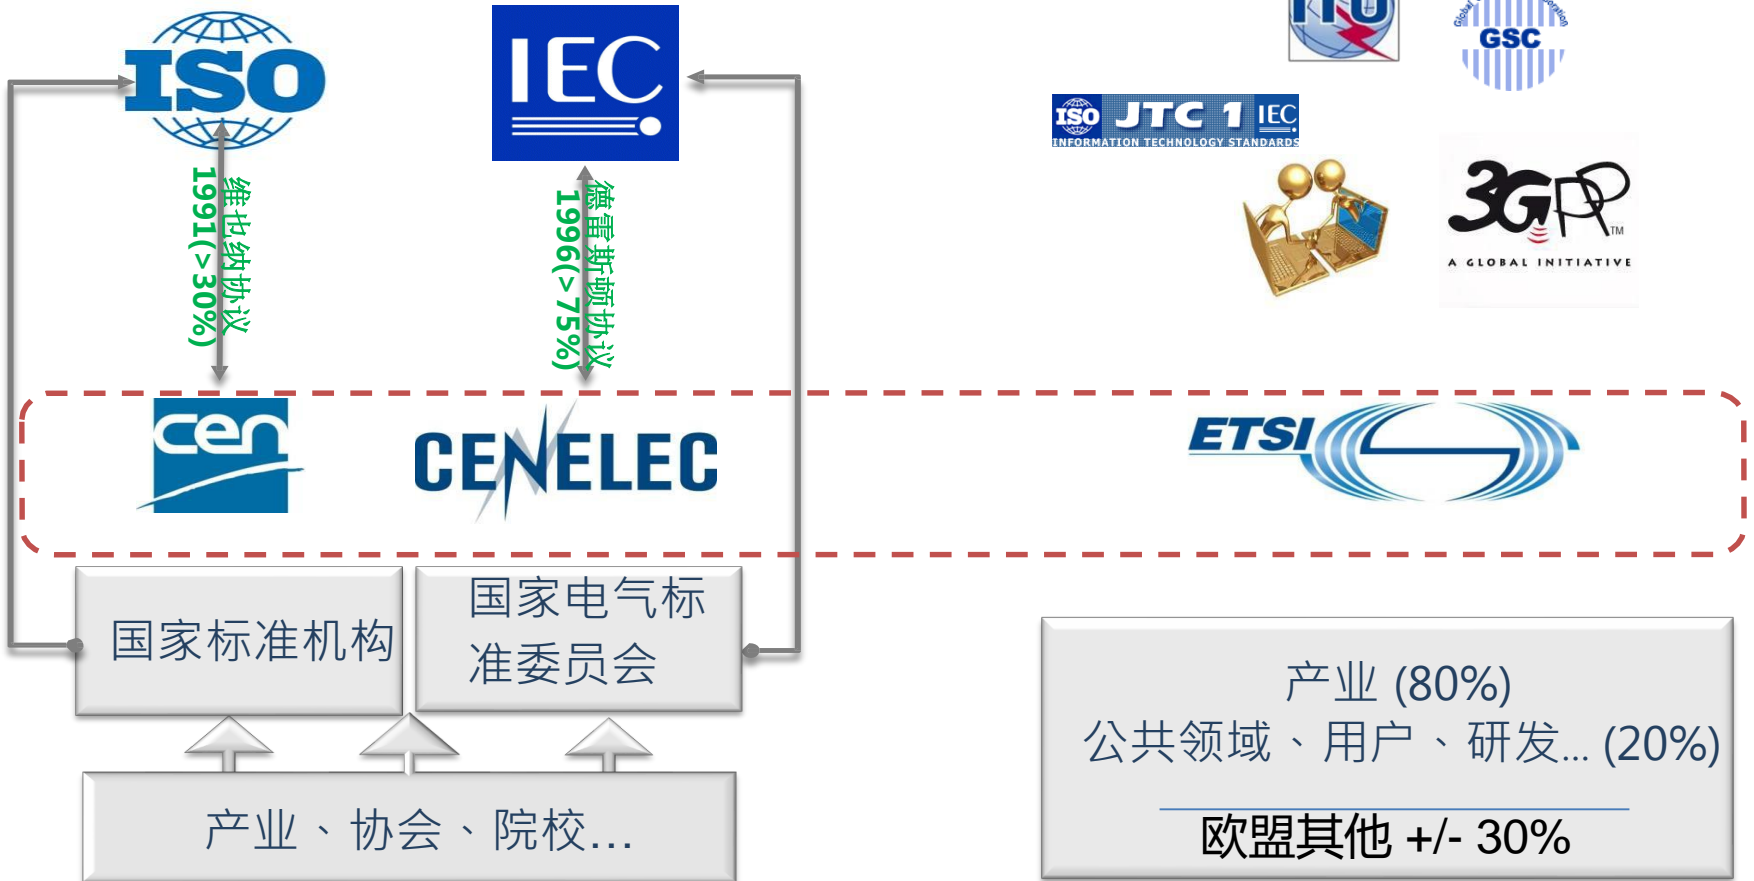 ISO
IEC
ITU
GSC
ISO JTC 1 IEC
INFORMATION TECHNOLOGY STANDARDS
3GPP
TM
A GLOBAL INITIATIVE
维也纳协议
1991(>30%)
德雷斯顿协议
1996(>75%)
cen
CENELEC
ETSI
国家标准机构
国家电气标
准委员会
产业、协会、院校...
产业 (80%)
公共领域、用户、研发... (20%)
欧盟其他 +/- 30%